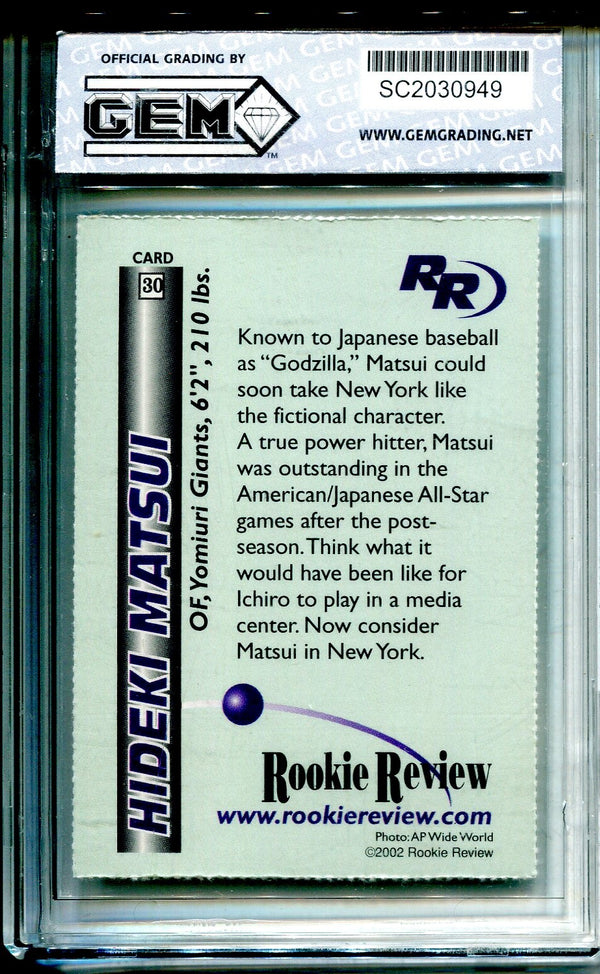 OFFICIAL GRADING BY
GEM
TM
SC2030949
WWW.GEMGRADING.NET
CARD
30
HIDEKI MATSUI
OF, Yomiuri Giants, 6'2", 210 lbs.
RR
Known to Japanese baseball
as “Godzilla,” Matsui could
soon take New York like
the fictional character.
A true power hitter, Matsui
was outstanding in the
American/Japanese All-Star
games after the post-
season. Think what it
would have been like for
Ichiro to play in a media
center. Now consider
Matsui in New York.
Rookie Review
www.rookiereview.com
Photo: AP Wide World
©2002 Rookie Review